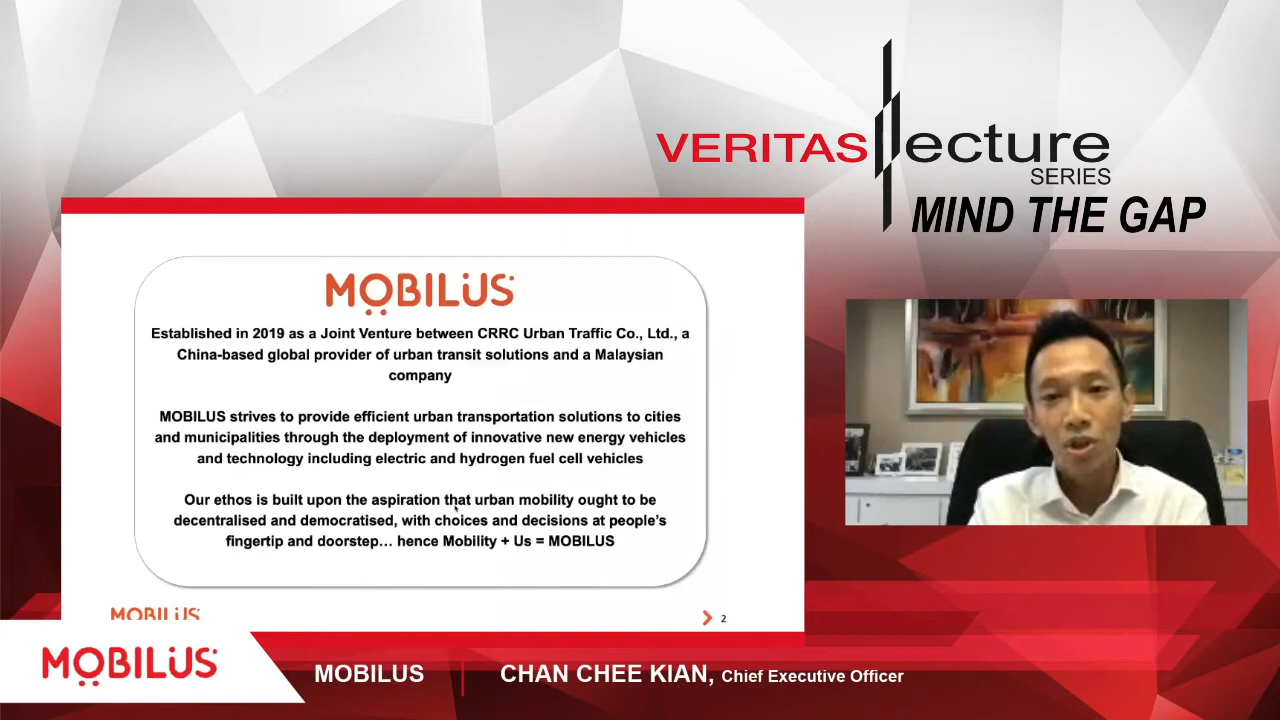 VERITAS lecture
SERIES
MIND THE GAP
MOBILUS
Established in 2019 as a Joint Venture between CRRC Urban Traffic Co., Ltd., a
China-based global provider of urban transit solutions and a Malaysian
company
MOBILUS strives to provide efficient urban transportation solutions to cities
and municipalities through the deployment of innovative new energy vehicles
and technology including electric and hydrogen fuel cell vehicles
Our ethos is built upon the aspiration that urban mobility ought to be
decentralised and democratised, with choices and decisions at people's
fingertip and doorstep... hence Mobility + Us = MOBILUS
MOBILUS
2
MOBILUS
MOBILUS
CHAN CHEE KIAN, Chief Executive Officer